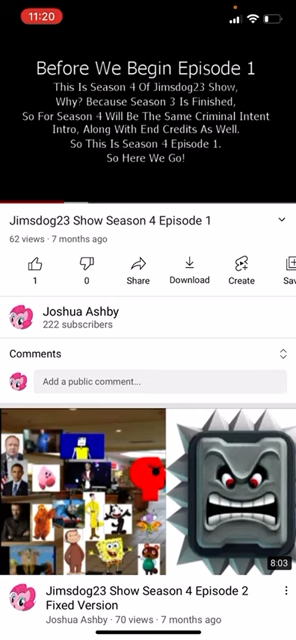 11:20
Before We Begin Episode 1
This Is Season 4 Of Jimsdog23 Show,
Why? Because Season 3 Is Finished,
So For Season 4 Will Be The Same Criminal Intent
Intro, Along With End Credits As Well.
So This Is Season 4 Episode 1.
So Here We Go!
Jimsdog23 Show Season 4 Episode 1
62 views · 7 months ago
1
0
Share
Download
Create
Sav
Joshua Ashby
222 subscribers
Comments
Add a public comment...
8:03
Jimsdog23 Show Season 4 Episode 2
Fixed Version
Joshua Ashby · 70 views · 7 months ago